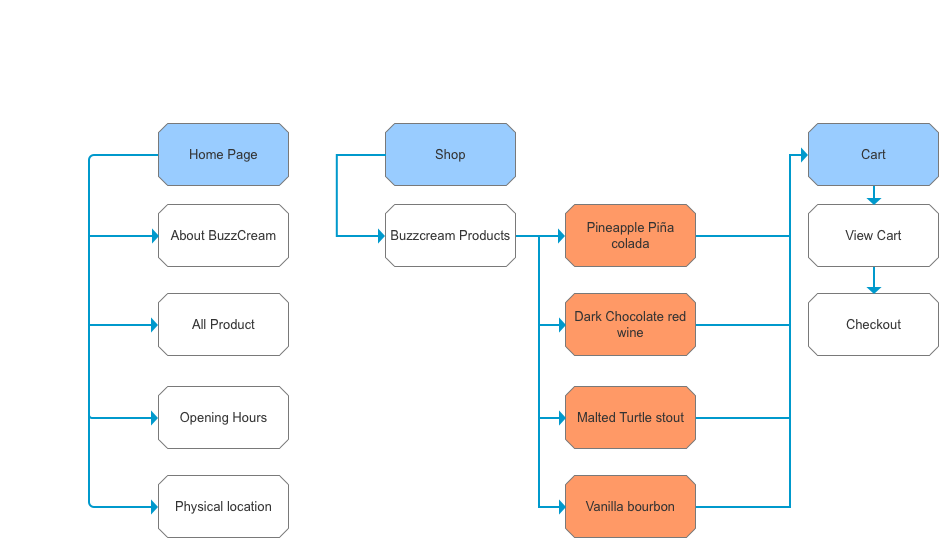 Home Page
About BuzzCream
All Product
Opening Hours
Physical location
Shop
Buzzcream Products
Pineapple Piña
colada
Dark Chocolate red
wine
Malted Turtle stout
Vanilla bourbon
Cart
View Cart
Checkout